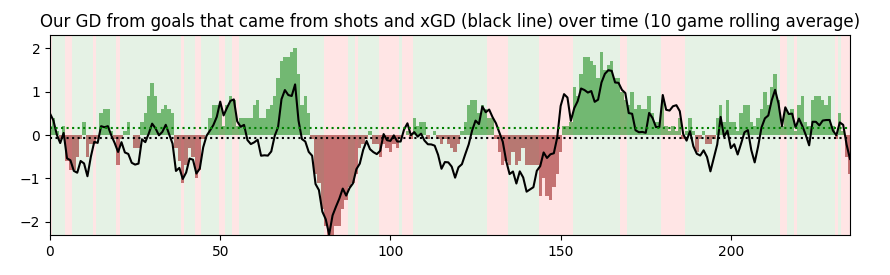 Our GD from goals that came from shots and xGD (black line) over time (10 game rolling average)
2
1
0
−1
−2
0 50 100 150 200